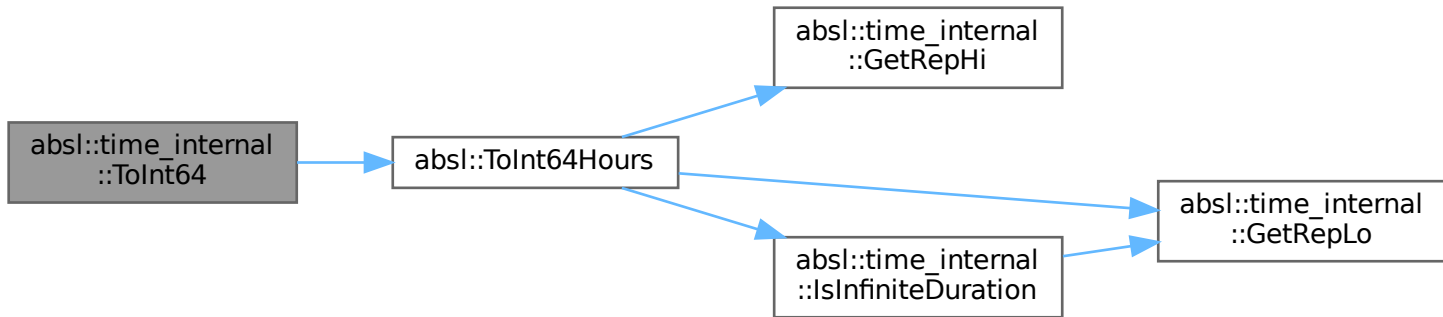 absl::time_internal
::ToInt64
absl::ToInt64Hours
absl::time_internal
::GetRepHi
absl::time_internal
::IsInfiniteDuration
absl::time_internal
::GetRepLo